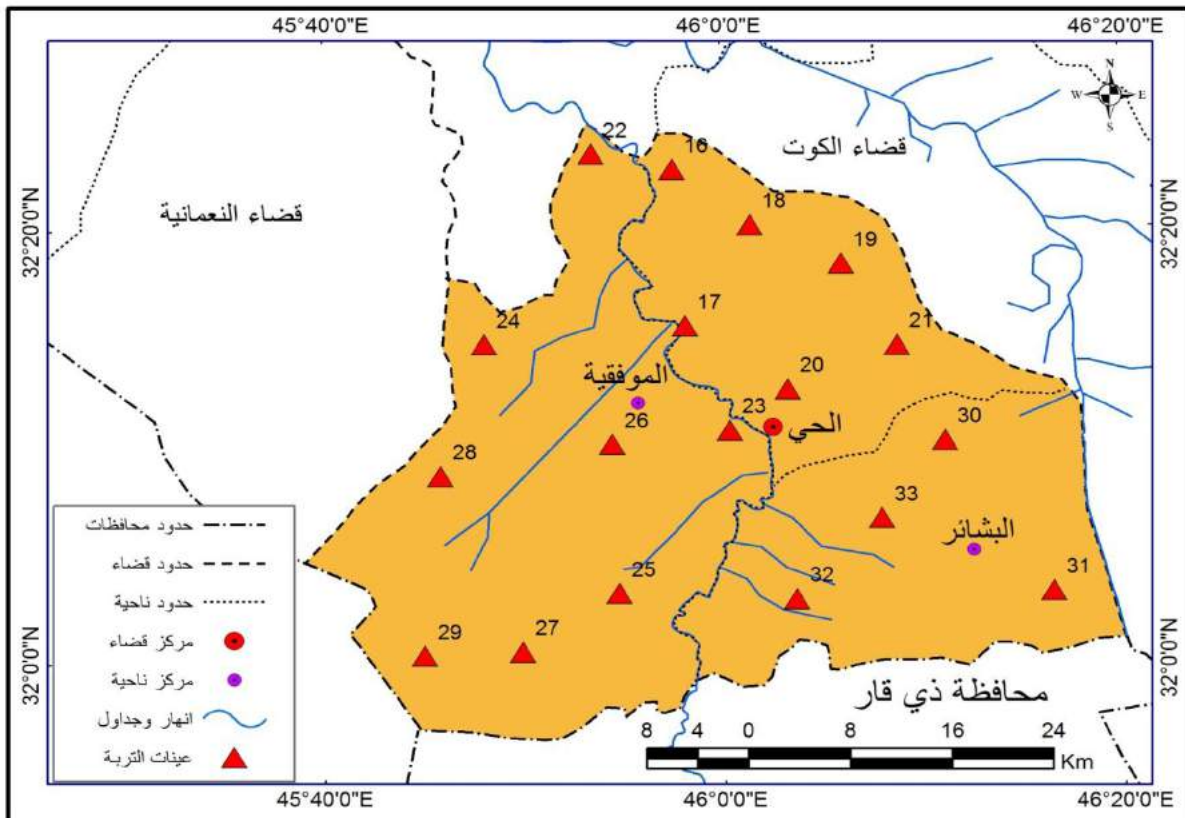 45°40'0"E 46°0'0"E 46°20'0"E
N
W E
S
22 16
قضاء الكوت
18
قضاء النعمانية
32°20'0"N 32°20'0"N
19
17
24 21
الموفقية
20
23
26 الحي
30
28
33
البشائر
25 32 31
29 27
32°0'0"N 32°0'0"N
حدود محافظات
حدود قضاء
حدود ناحية
مركز قضاء
مركز ناحية
انهار وجداول
عينات التربة
محافظة ذي قار
8 4 0 8 16 24
Km
45°40'0"E 46°0'0"E 46°20'0"E